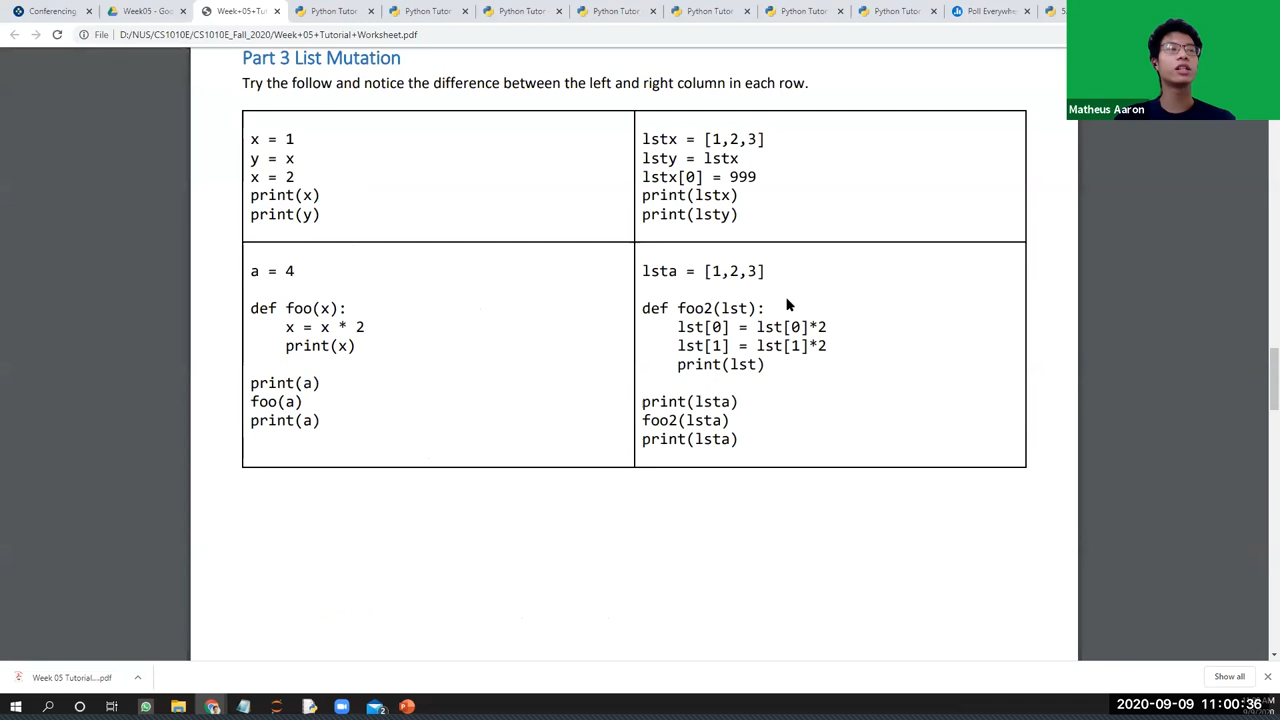 Conferencing
Week05 - Goo
Week+05+Tut
Python Tutor
Python Tutor
Python Tutor
Python Tutor
Python Tutor
Python Tutor
Python Tutor
Poll Everywhe
File D:/NUS/CS1010E/CS1010E_Fall_2020/Week+05+Tutorial+Worksheet.pdf
Matheus Aaron
Part 3 List Mutation
Try the follow and notice the difference between the left and right column in each row.
x = 1
y = x
x = 2
print(x)
print(y)
lstx = [1,2,3]
lsty = lstx
lstx[0] = 999
print(lstx)
print(lsty)
a = 4
def foo(x):
    x = x * 2
    print(x)
print(a)
foo(a)
print(a)
lsta = [1,2,3]
def foo2(lst):
    lst[0] = lst[0]*2
    lst[1] = lst[1]*2
    print(lst)
print(lsta)
foo2(lsta)
print(lsta)
Week 05 Tutorial....pdf
Show all
2020-09-09 11:00:36